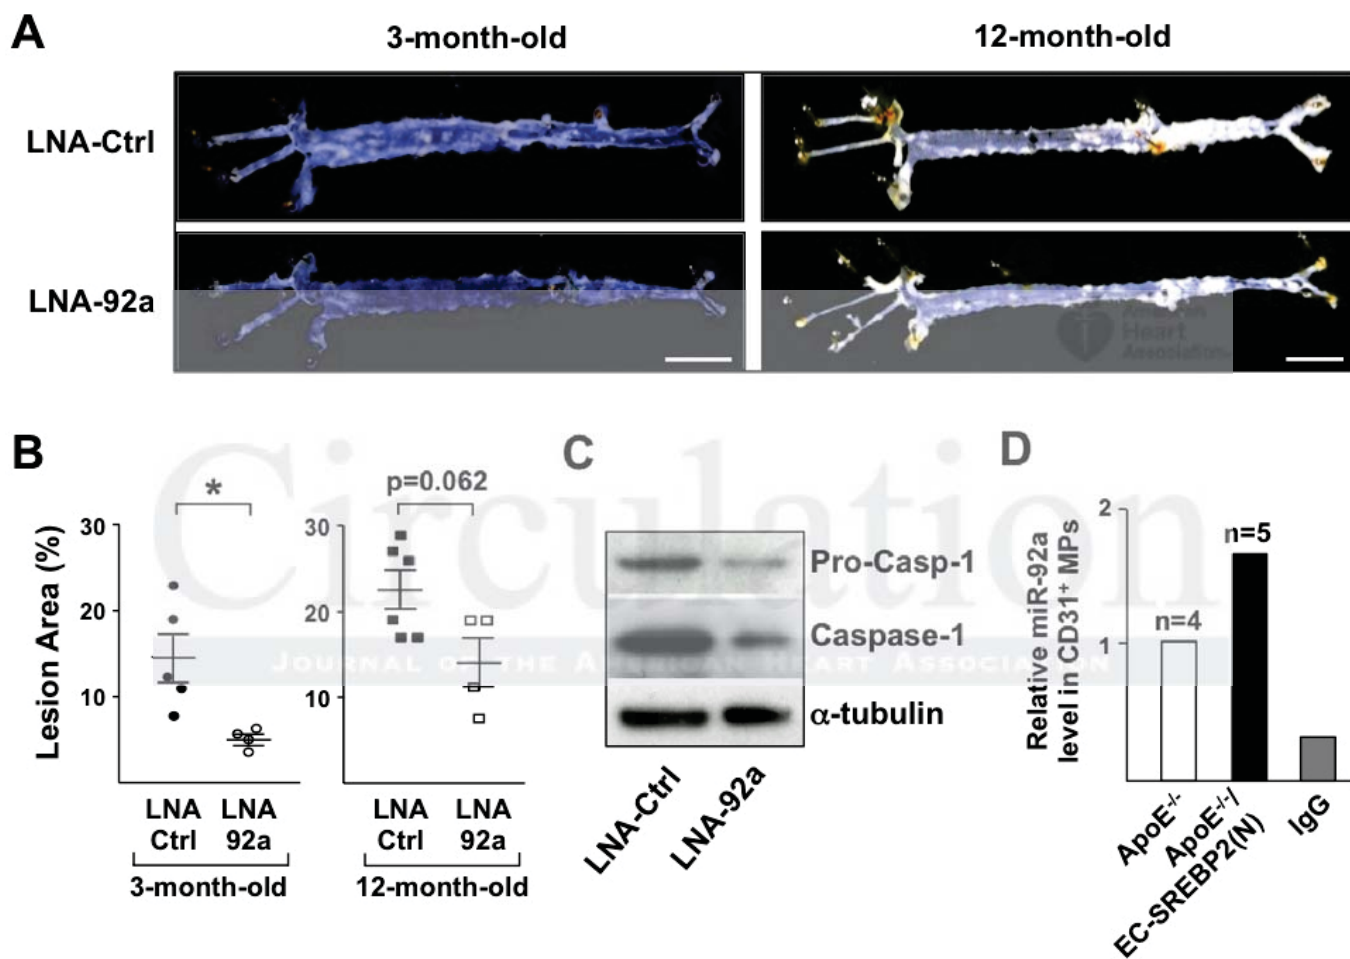 A
3-month-old
12-month-old
LNA-Ctrl
LNA-92a
American
Heart
Association
Circulation
JOURNAL OF THE AMERICAN HEART ASSOCIATION
B
Lesion Area (%)
*
30
20
10
LNA
Ctrl
LNA
92a
3-month-old
p=0.062
30
20
10
LNA
Ctrl
LNA
92a
12-month-old
C
Pro-Casp-1
Caspase-1
α-tubulin
LNA-Ctrl
LNA-92a
D
Relative miR-92a
level in CD31⁺ MPs
2
1
n=4
n=5
ApoE⁻/⁻
ApoE⁻/⁻/
EC-SREBP2(N)
IgG